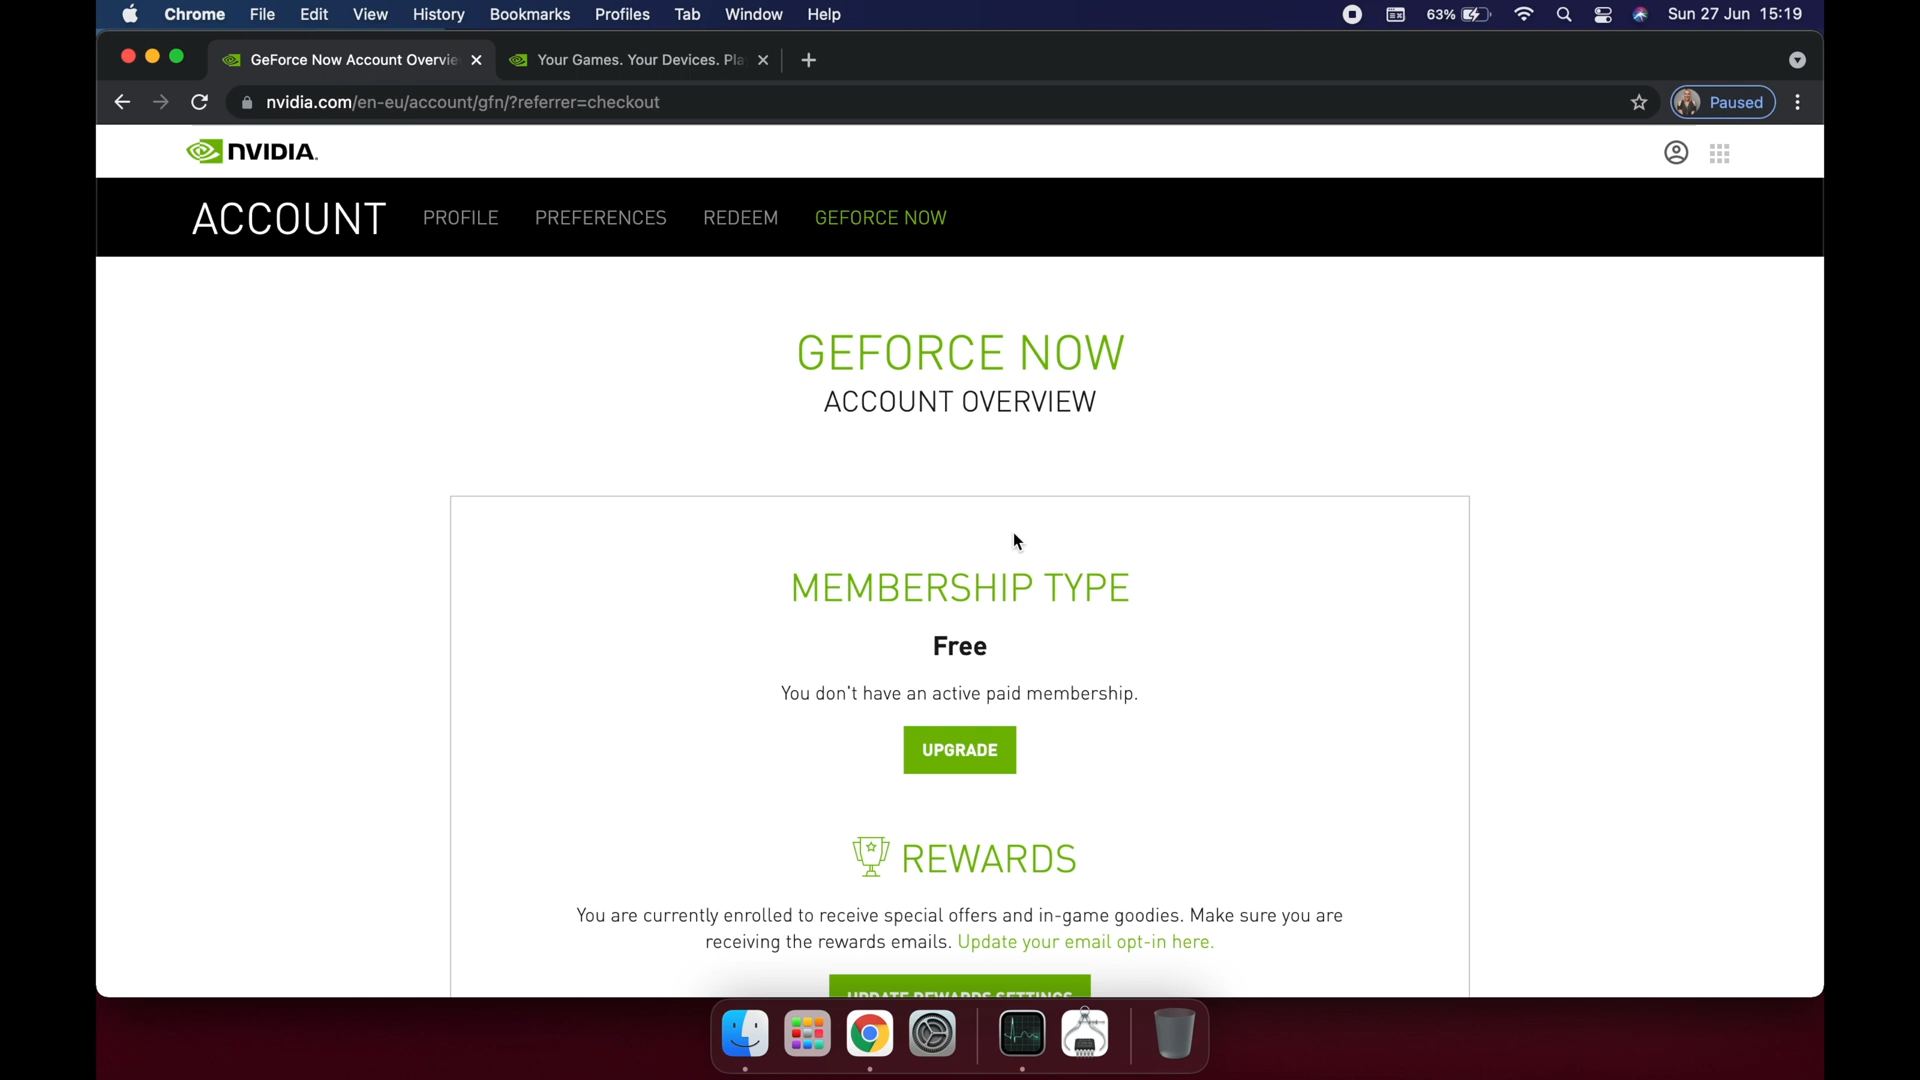 Chrome File Edit View History Bookmarks Profiles Tab Window Help 63% Sun 27 Jun 15:19
GeForce Now Account Overvie Your Games. Your Devices. Pla
nvidia.com/en-eu/account/gfn/?referrer=checkout Paused
NVIDIA.
ACCOUNT PROFILE PREFERENCES REDEEM GEFORCE NOW
GEFORCE NOW
ACCOUNT OVERVIEW
MEMBERSHIP TYPE
Free
You don't have an active paid membership.
UPGRADE
REWARDS
You are currently enrolled to receive special offers and in-game goodies. Make sure you are
receiving the rewards emails. Update your email opt-in here.
UPDATE REWARDS SETTINGS